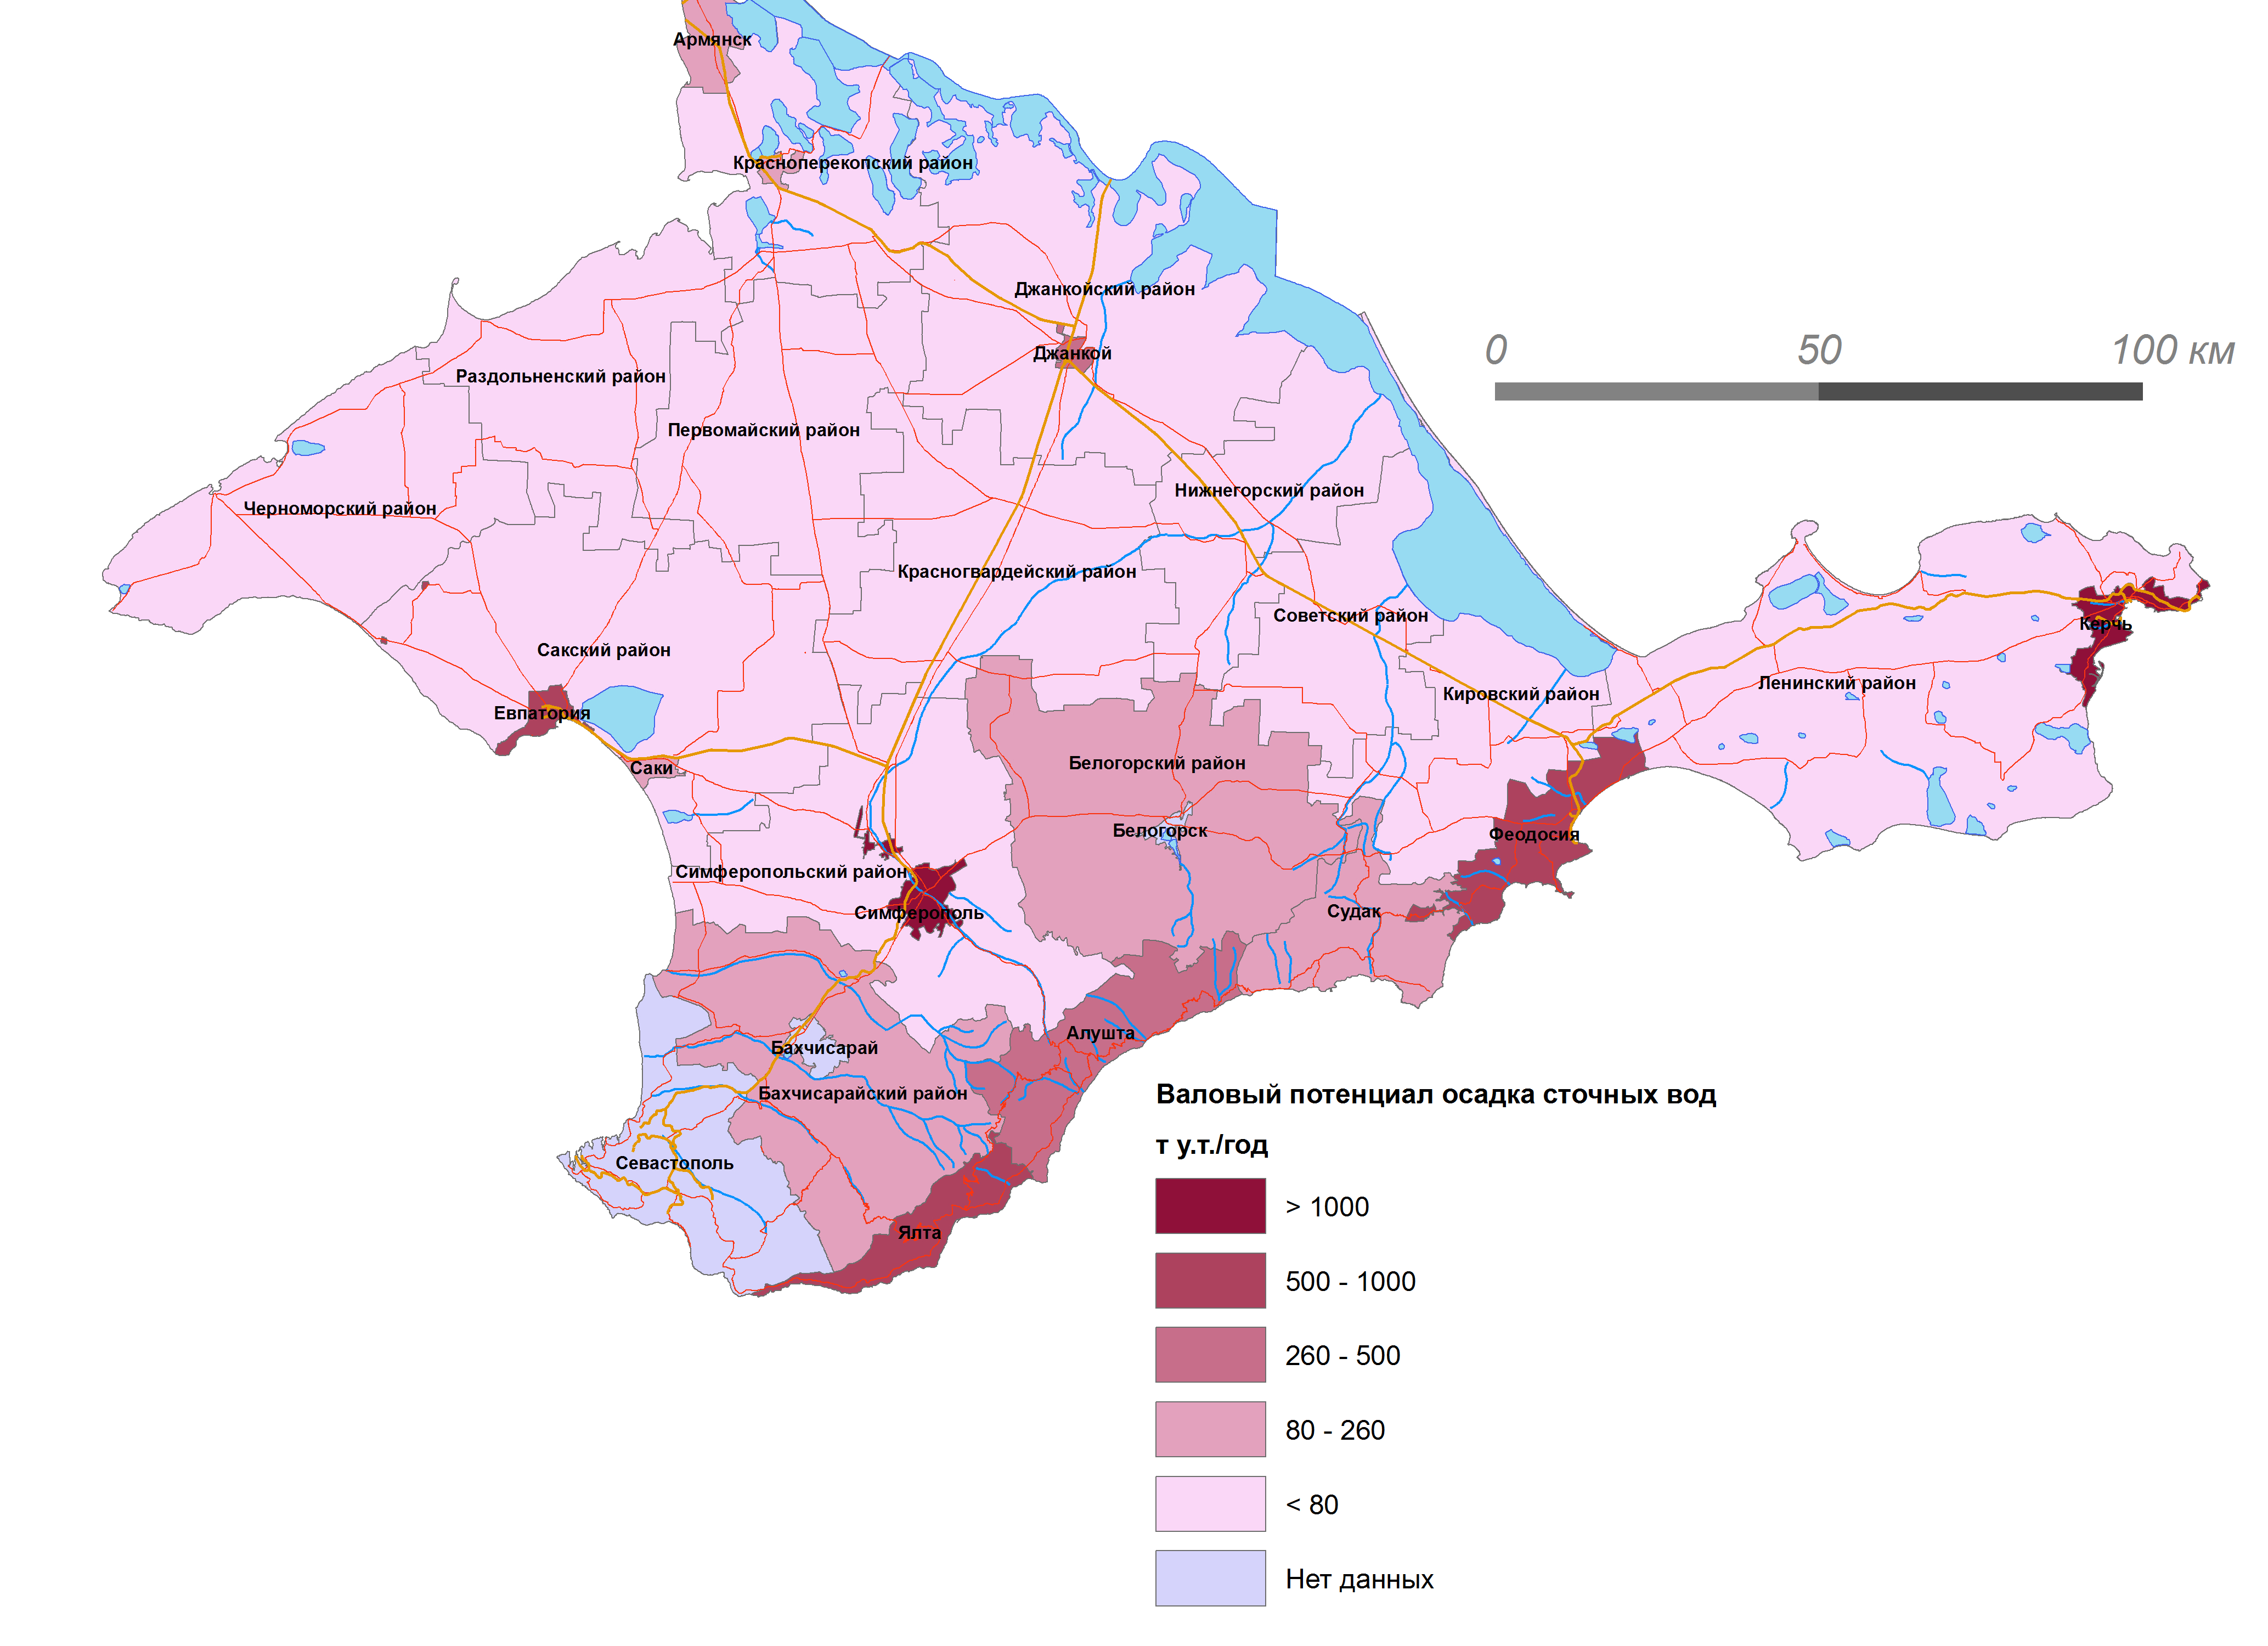 Армянск
Красноперекопский район
Джанкойский район
0 50 100 км
Джанкой
Раздольненский район
Первомайский район
Нижнегорский район
Черноморский район
Красногвардейский район
Советский район
Керчь
Сакский район
Ленинский район
Кировский район
Евпатория
Белогорский район
Саки
Белогорск
Феодосия
Симферопольский район
Симферополь
Судак
Алушта
Бахчисарай
Бахчисарайский район
Севастополь
Ялта
Валовый потенциал осадка сточных вод
т у.т./год
> 1000
500 - 1000
260 - 500
80 - 260
< 80
Нет данных